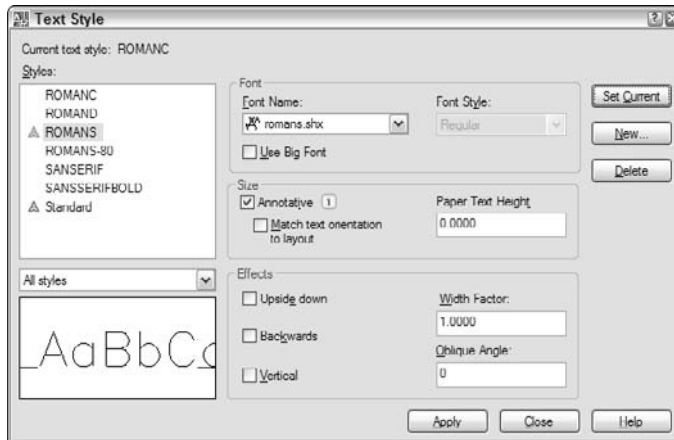 Text Style
Current text style: ROMANC
Styles:
ROMANC
ROMAND
ROMANS
ROMANS-80
SANSERIF
SANSSERIFBOLD
Standard
All styles
AaBbC
Font
Font Name:
romans.shx
Font Style:
Regular
Use Big Font
Size
Annotative
Match text orientation
to layout
Paper Text Height
0.0000
Effects
Upside down
Backwards
Vertical
Width Factor:
1.0000
Oblique Angle:
0
Set Current
New...
Delete
Apply
Close
Help